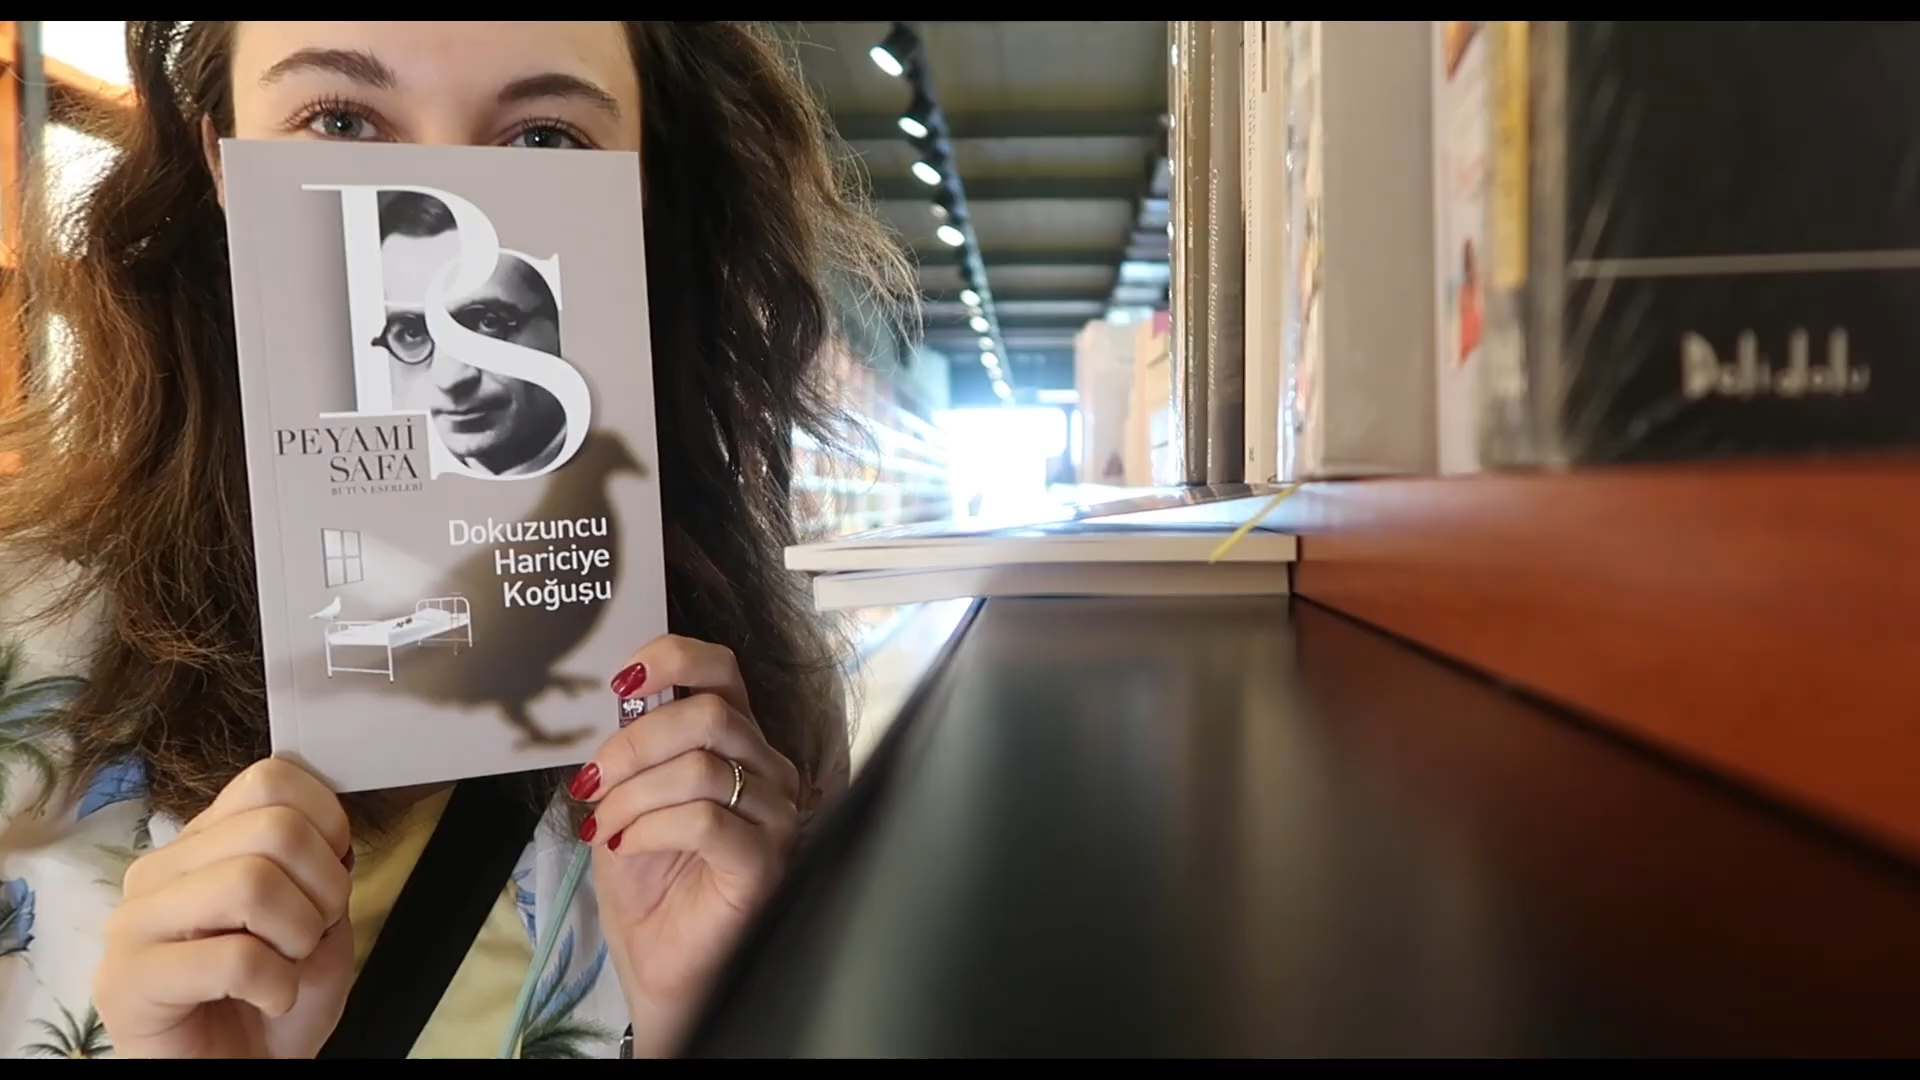 PS
PEYAMİ
SAFA
BÜTÜN ESERLERİ
Dokuzuncu
Hariciye
Koğuşu